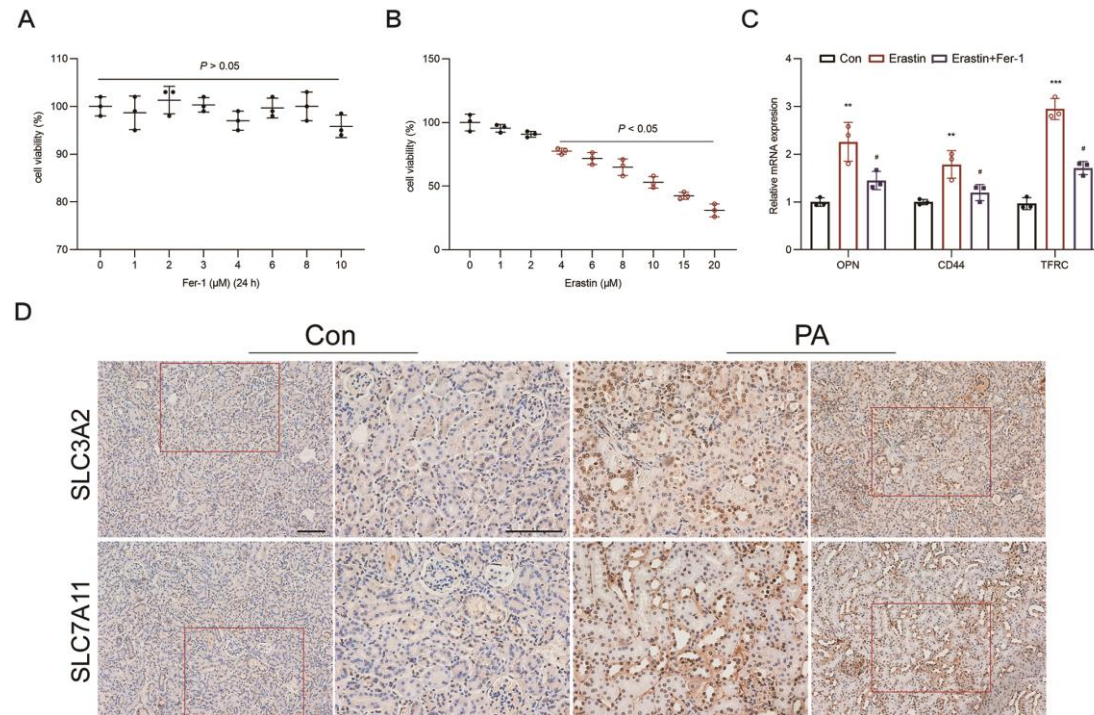 A
110
100
90
80
70
cell viability (%)
P > 0.05
0 1 2 3 4 6 8 10
Fer-1 (μM) (24 h)
B
150
100
50
0
cell viability (%)
P < 0.05
0 1 2 4 6 8 10 15 20
Erastin (μM)
C
Con Erastin Erastin+Fer-1
4
3
2
1
0
Relative mRNA expresion
** # ** # *** #
OPN CD44 TFRC
D
Con PA
SLC3A2
SLC7A11